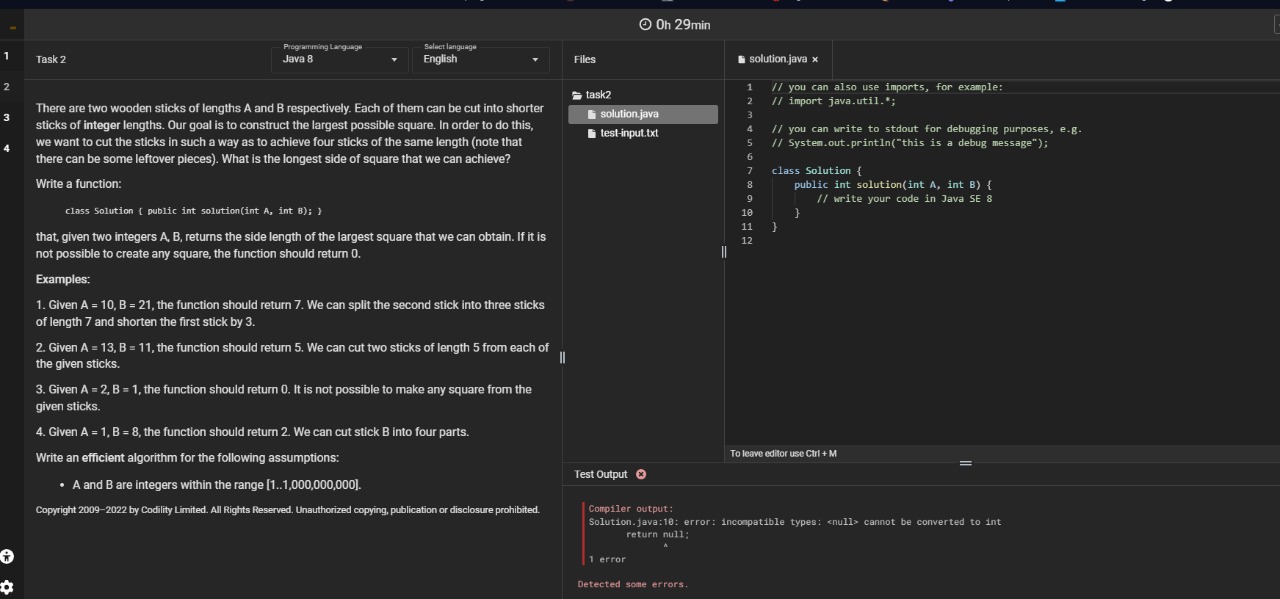 0h 29min
1
2
3
4
Task 2
Programming Language
Java 8
Select language
English
There are two wooden sticks of lengths A and B respectively. Each of them can be cut into shorter
sticks of integer lengths. Our goal is to construct the largest possible square. In order to do this,
we want to cut the sticks in such a way as to achieve four sticks of the same length (note that
there can be some leftover pieces). What is the longest side of square that we can achieve?
Write a function:
class Solution { public int solution(int A, int B); }
that, given two integers A, B, returns the side length of the largest square that we can obtain. If it is
not possible to create any square, the function should return 0.
Examples:
1. Given A = 10, B = 21, the function should return 7. We can split the second stick into three sticks
of length 7 and shorten the first stick by 3.
2. Given A = 13, B = 11, the function should return 5. We can cut two sticks of length 5 from each of
the given sticks.
3. Given A = 2, B = 1, the function should return 0. It is not possible to make any square from the
given sticks.
4. Given A = 1, B = 8, the function should return 2. We can cut stick B into four parts.
Write an efficient algorithm for the following assumptions:
• A and B are integers within the range [1..1,000,000,000].
Copyright 2009–2022 by Codility Limited. All Rights Reserved. Unauthorized copying, publication or disclosure prohibited.
Files
task2
solution.java
test-input.txt
solution.java ×
1 // you can also use imports, for example:
2 // import java.util.*;
3
4 // you can write to stdout for debugging purposes, e.g.
5 // System.out.println("this is a debug message");
6
7 class Solution {
8 public int solution(int A, int B) {
9 // write your code in Java SE 8
10 }
11 }
12
To leave editor use Ctrl + M
Test Output
Compiler output:
Solution.java:10: error: incompatible types: <null> cannot be converted to int
return null;
^
1 error
Detected some errors.